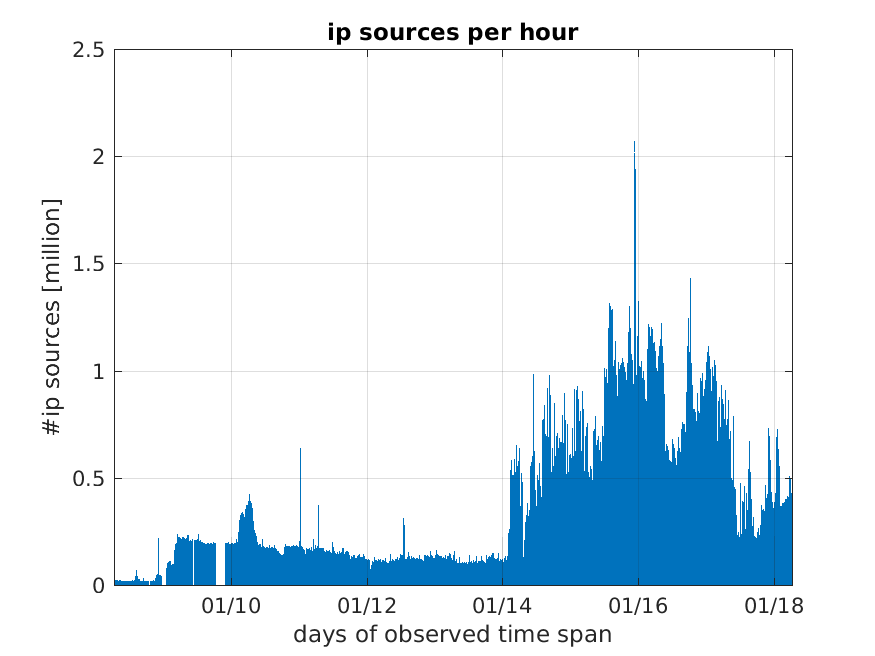 ip sources per hour
#ip sources [million]
2.5
2
1.5
1
0.5
0
01/10 01/12 01/14 01/16 01/18
days of observed time span